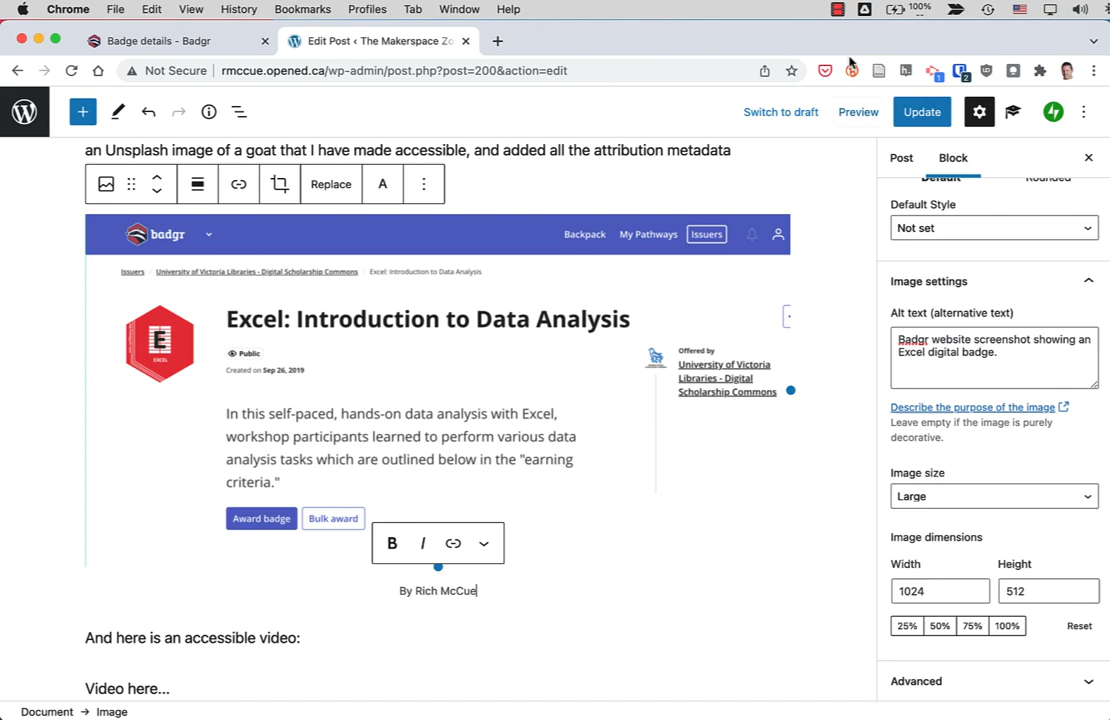 Chrome File Edit View History Bookmarks Profiles Tab Window Help 100%
Badge details - Badgr Edit Post ‹ The Makerspace Zo
Not Secure rmccue.opened.ca/wp-admin/post.php?post=200&action=edit 1 2
Switch to draft Preview Update
an Unsplash image of a goat that I have made accessible, and added all the attribution metadata
Replace A
badgr Backpack My Pathways Issuers
Issuers / University of Victoria Libraries - Digital Scholarship Commons / Excel: Introduction to Data Analysis
E
EXCEL
Excel: Introduction to Data Analysis
Public
Created on Sep 26, 2019
Offered by
University of Victoria
Libraries - Digital
Scholarship Commons
In this self-paced, hands-on data analysis with Excel,
workshop participants learned to perform various data
analysis tasks which are outlined below in the "earning
criteria."
Award badge Bulk award
B I
By Rich McCue
And here is an accessible video:
Video here...
Post Block
Default Rounded
Default Style
Not set
Image settings
Alt text (alternative text)
Badgr website screenshot showing an
Excel digital badge.
Describe the purpose of the image
Leave empty if the image is purely
decorative.
Image size
Large
Image dimensions
Width Height
1024 512
25% 50% 75% 100% Reset
Advanced
Document → Image